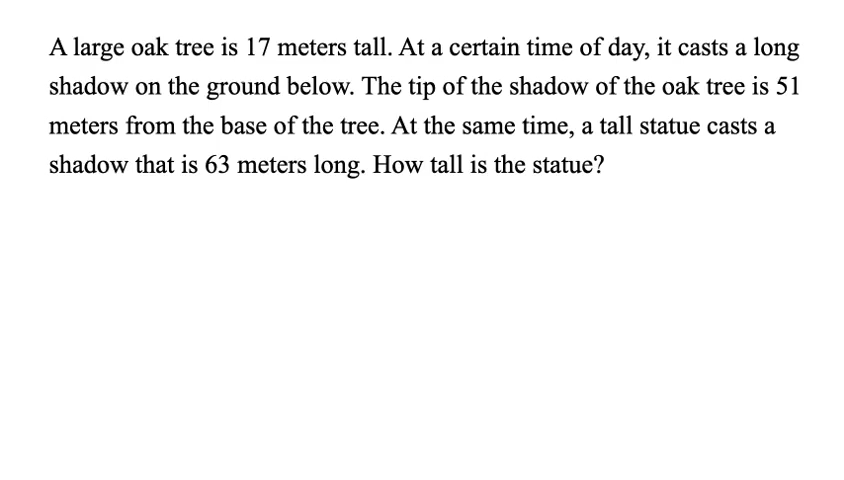 A large oak tree is 17 meters tall. At a certain time of day, it casts a long
shadow on the ground below. The tip of the shadow of the oak tree is 51
meters from the base of the tree. At the same time, a tall statue casts a
shadow that is 63 meters long. How tall is the statue?